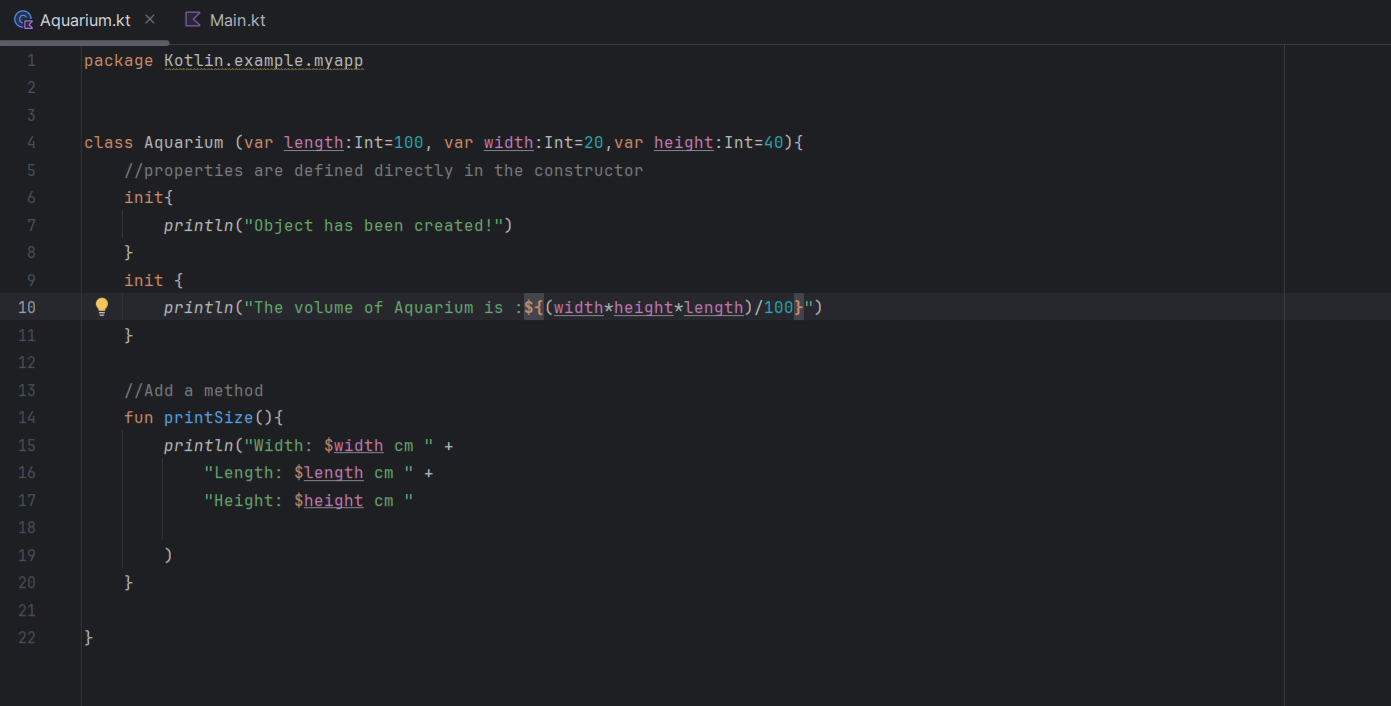 Aquarium.kt × Main.kt
1 package Kotlin.example.myapp
2
3
4 class Aquarium (var length:Int=100, var width:Int=20,var height:Int=40){
5 //properties are defined directly in the constructor
6 init{
7 println("Object has been created!")
8 }
9 init {
10 println("The volume of Aquarium is :${(width*height*length)/100}")
11 }
12
13 //Add a method
14 fun printSize(){
15 println("Width: $width cm " +
16 "Length: $length cm " +
17 "Height: $height cm "
18
19 )
20 }
21
22 }